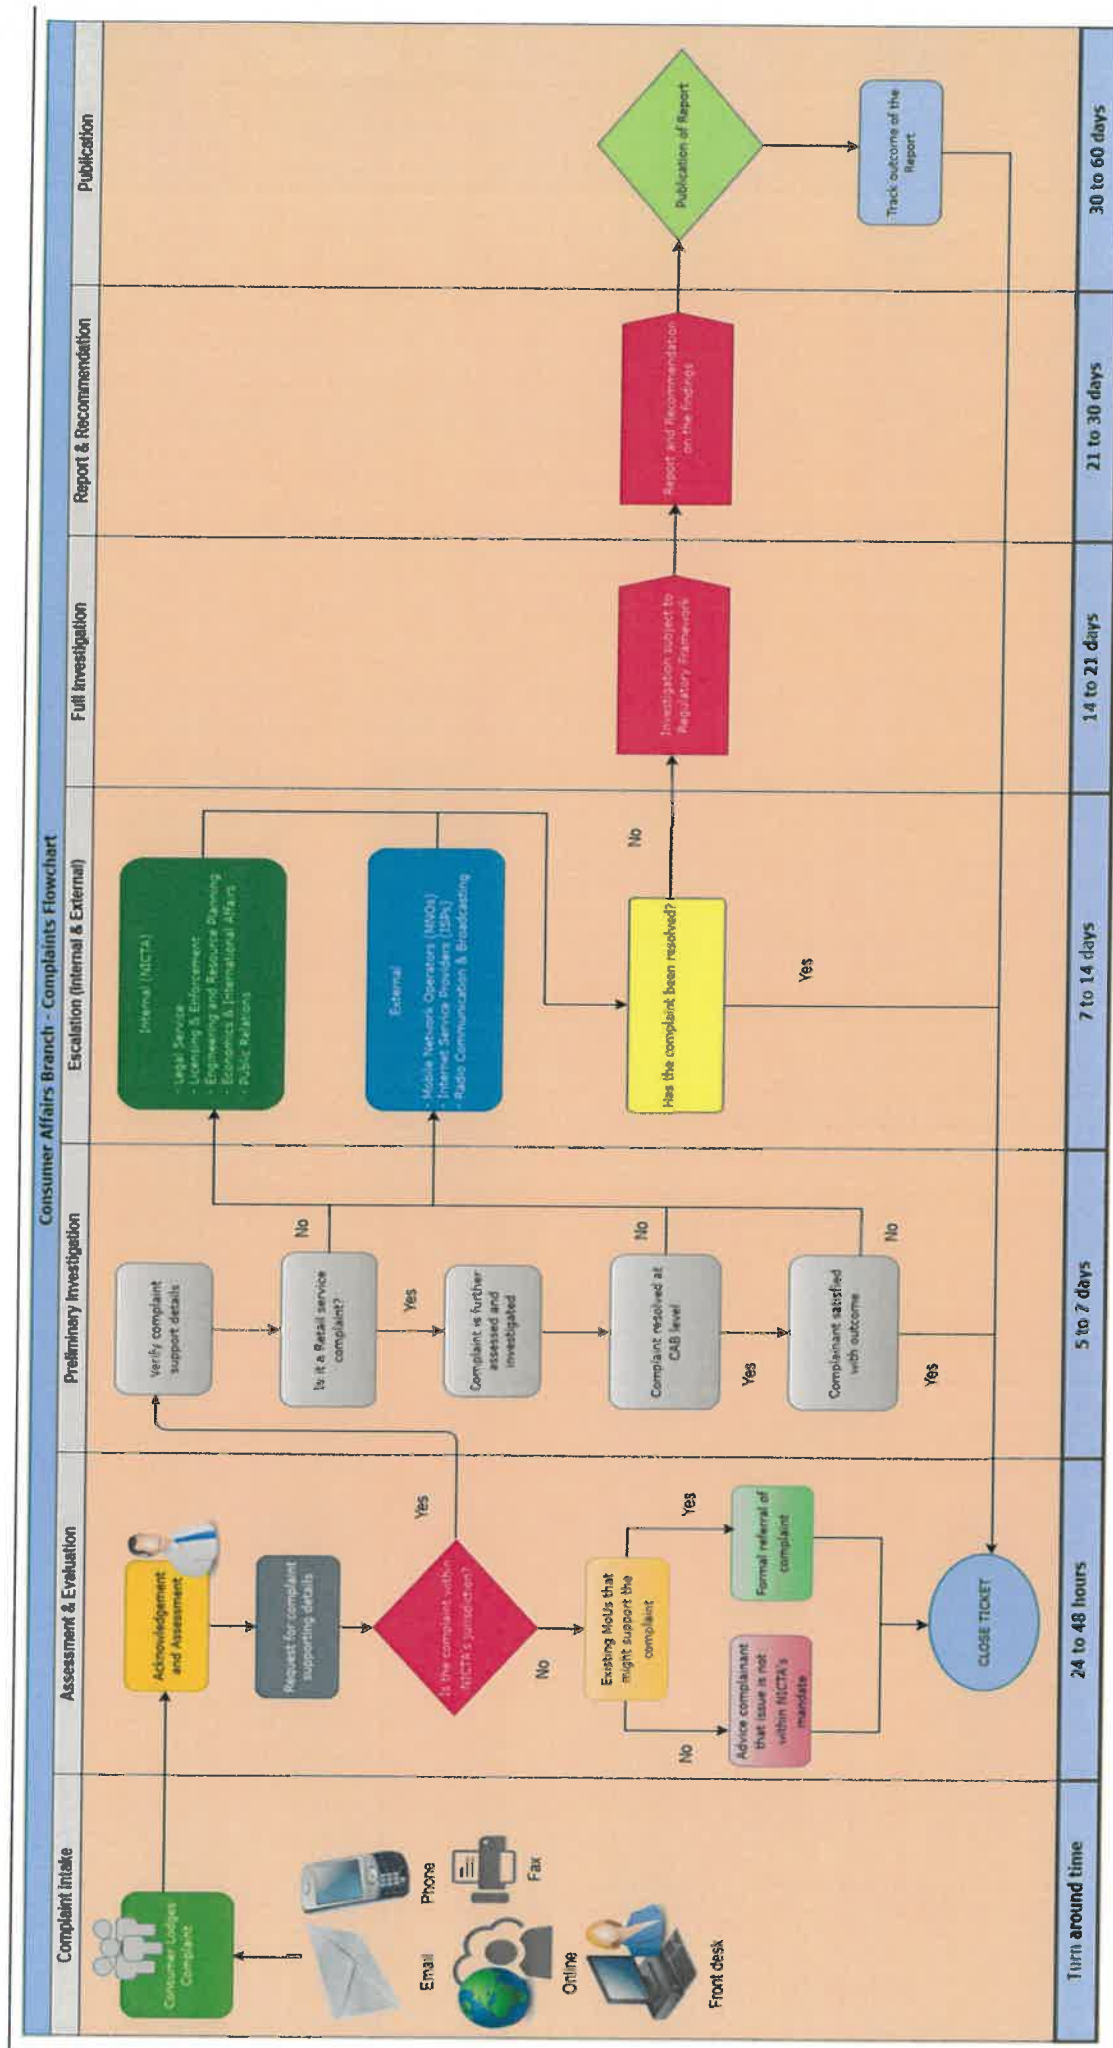 Consumer Affairs Branch - Complaints Flowchart
Complaint intake
Assessment & Evaluation
Preliminary Investigation
Escalation (Internal & External)
Full Investigation
Report & Recommendation
Publication
Consumer Lodges
Complaint
Email
Phone
Online
Fax
Front desk
Acknowledgement
and Assessment
Request for complaint
supporting details
Is the complaint within
NICTA's jurisdiction?
Yes
No
Existing MoUs that
might support the
complaint
No
Yes
Advice complainant
that issue is not
within NICTA's
mandate
Formal referral of
complaint
CLOSE TICKET
Verify complaint
support details
Is it a Retail service
complaint?
No
Yes
Complaint is further
assessed and
investigated
Complaint resolved at
CAB level
No
Yes
Complainant satisfied
with outcome
No
Yes
Internal (NICTA)
- Legal Service
- Licensing & Enforcement
- Engineering and Resource Planning
- Economics & International Affairs
- Public Relations
External
- Mobile Network Operators (MNOs)
- Internet Service Providers (ISPs)
- Radio Communication & Broadcasting
Has the complaint been resolved?
No
Yes
Investigation subject to
Regulatory Framework
Report and Recommendation
on the findings
Publication of Report
Track outcome of the
Report
Turn around time
24 to 48 hours
5 to 7 days
7 to 14 days
14 to 21 days
21 to 30 days
30 to 60 days